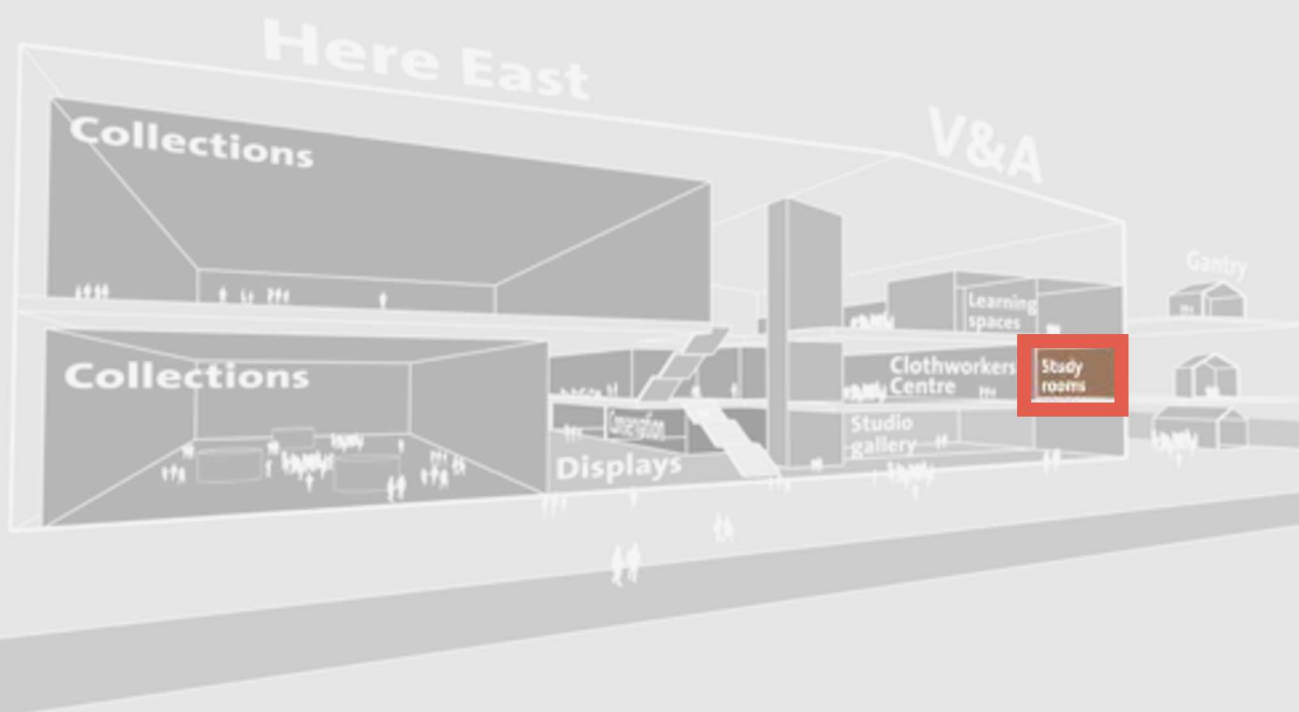 Here East
V&A
Collections
Gantry
Learning
spaces
Collections
Clothworkers
Centre
Study
rooms
Conservation
Studio
gallery
Displays